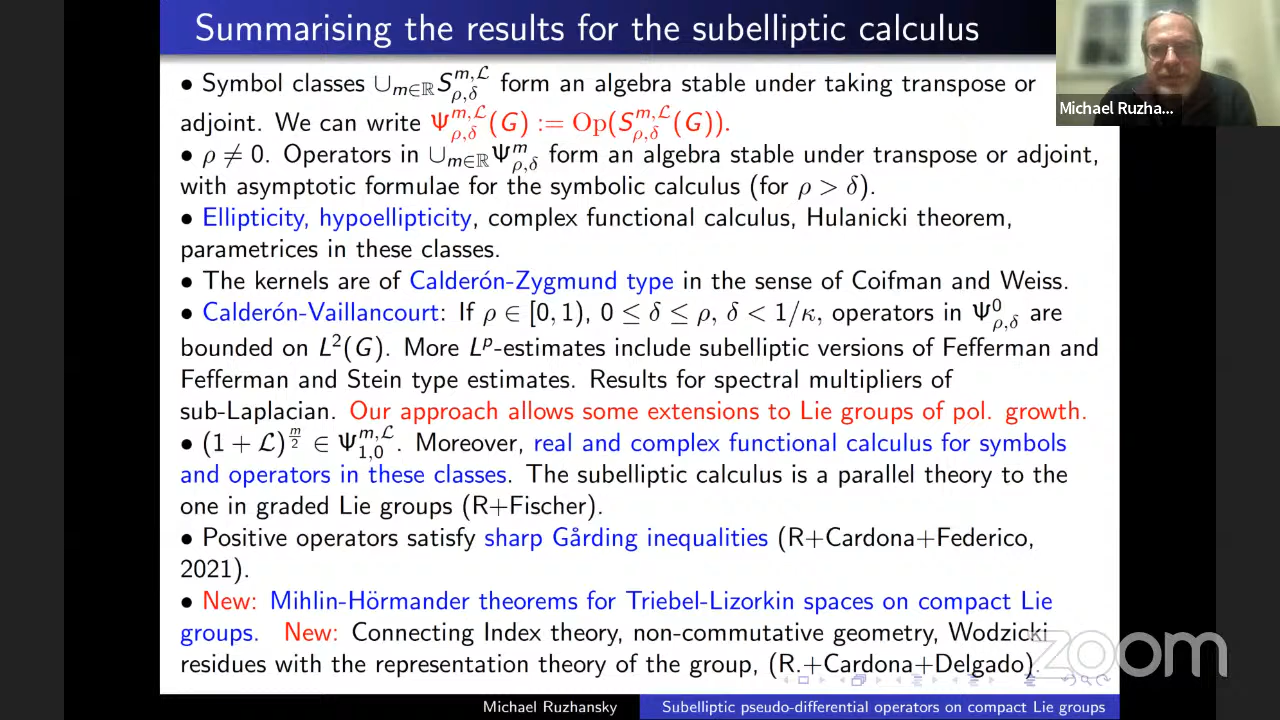 Summarising the results for the subelliptic calculus
• Symbol classes ∪_{m∈ℝ}S^{m,ℒ}_{ρ,δ} form an algebra stable under taking transpose or
adjoint. We can write Ψ^{m,ℒ}_{ρ,δ}(G) := Op(S^{m,ℒ}_{ρ,δ}(G)).
• ρ ≠ 0. Operators in ∪_{m∈ℝ}Ψ^m_{ρ,δ} form an algebra stable under transpose or adjoint,
with asymptotic formulae for the symbolic calculus (for ρ > δ).
• Ellipticity, hypoellipticity, complex functional calculus, Hulanicki theorem,
parametrices in these classes.
• The kernels are of Calderón-Zygmund type in the sense of Coifman and Weiss.
• Calderón-Vaillancourt: If ρ ∈ [0, 1), 0 ≤ δ ≤ ρ, δ < 1/κ, operators in Ψ^0_{ρ,δ} are
bounded on L²(G). More L^p-estimates include subelliptic versions of Fefferman and
Fefferman and Stein type estimates. Results for spectral multipliers of
sub-Laplacian. Our approach allows some extensions to Lie groups of pol. growth.
• (1 + ℒ)^{m/2} ∈ Ψ^{m,ℒ}_{1,0}. Moreover, real and complex functional calculus for symbols
and operators in these classes. The subelliptic calculus is a parallel theory to the
one in graded Lie groups (R+Fischer).
• Positive operators satisfy sharp Gårding inequalities (R+Cardona+Federico,
2021).
• New: Mihlin-Hörmander theorems for Triebel-Lizorkin spaces on compact Lie
groups. New: Connecting Index theory, non-commutative geometry, Wodzicki
residues with the representation theory of the group, (R.+Cardona+Delgado).
Michael Ruzhansky Subelliptic pseudo-differential operators on compact Lie groups
Michael Ruzha...
zoom